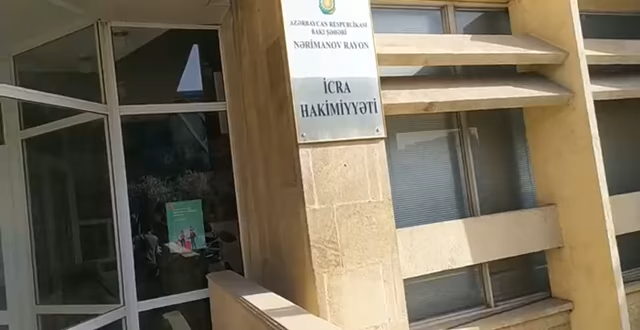 AZƏRBAYCAN RESPUBLİKASI
BAKI ŞƏHƏRİ
NƏRİMANOV RAYON
İCRA
HAKİMİYYƏTİ